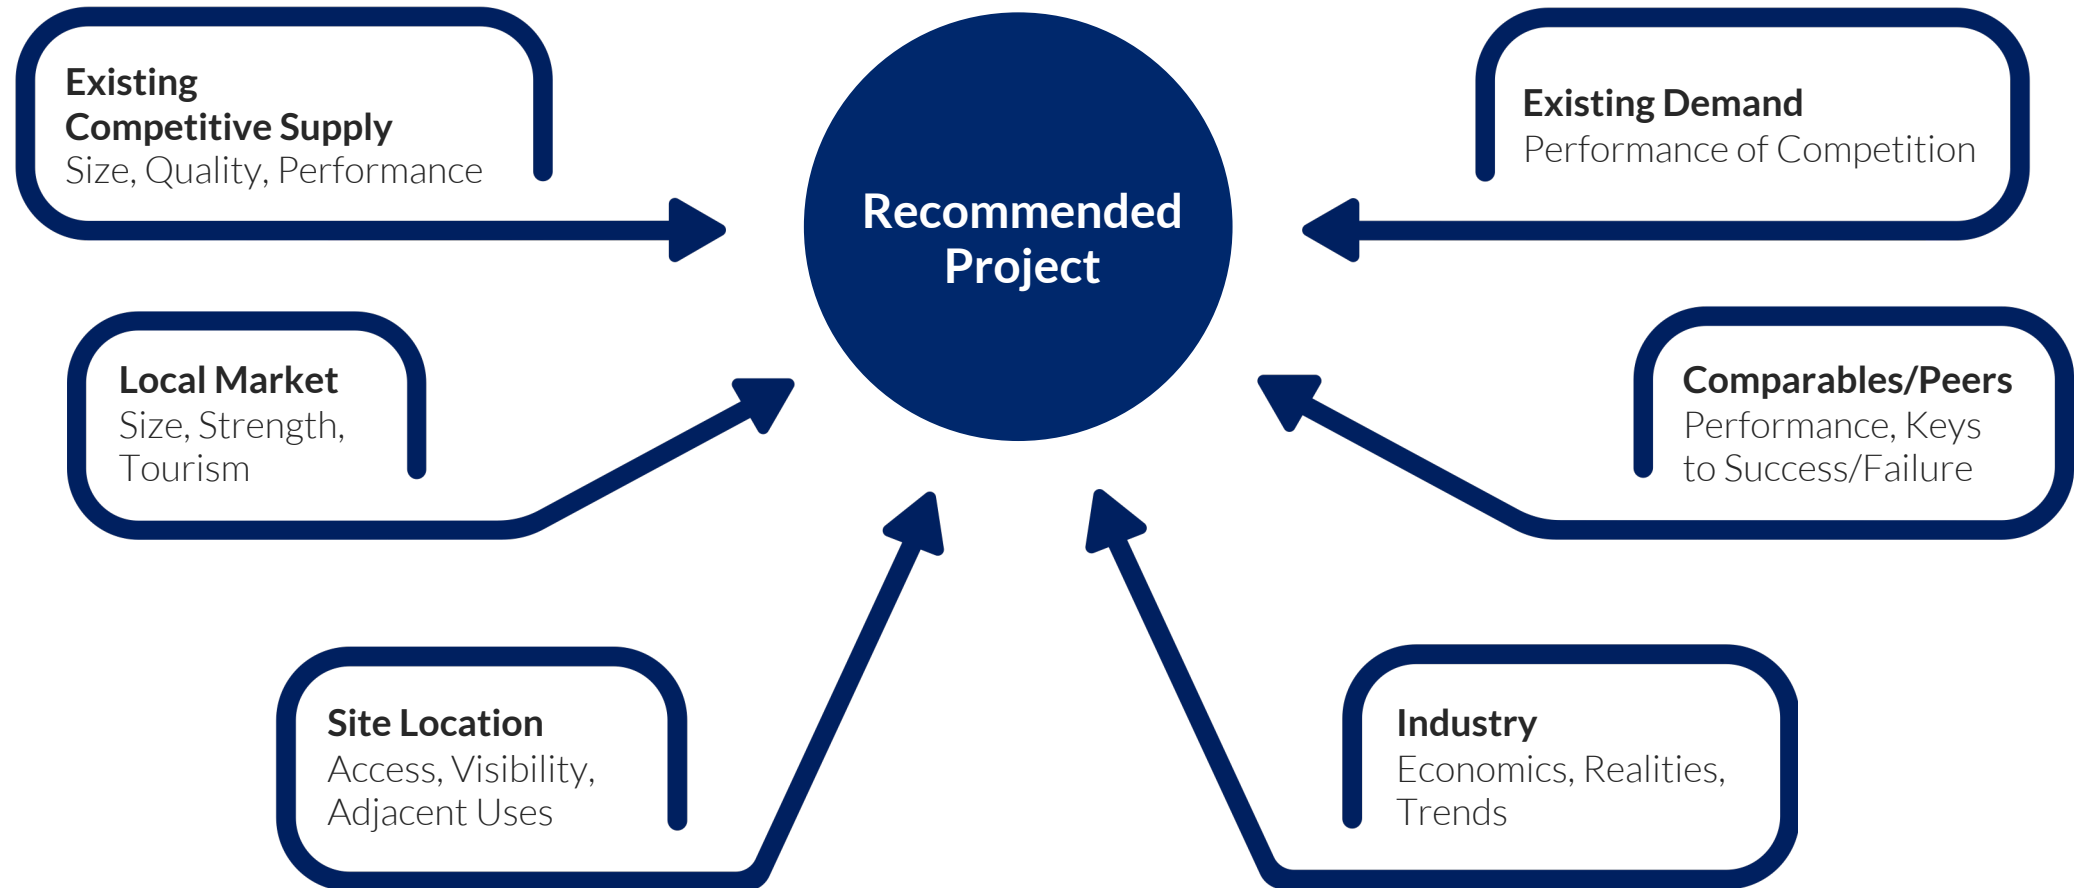 Existing
Competitive Supply
Size, Quality, Performance
Recommended
Project
Existing Demand
Performance of Competition
Local Market
Size, Strength,
Tourism
Comparables/Peers
Performance, Keys
to Success/Failure
Site Location
Access, Visibility,
Adjacent Uses
Industry
Economics, Realities,
Trends